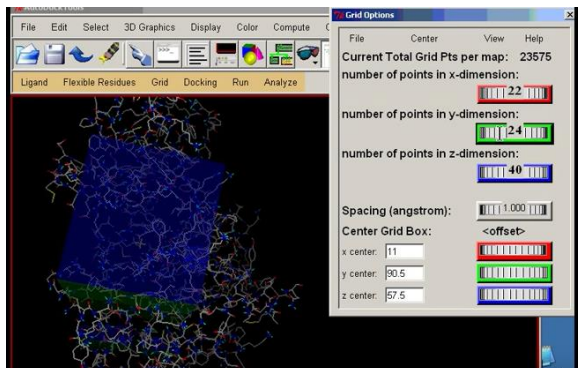 AutoDockTools
File Edit Select 3D Graphics Display Color Compute
Ligand Flexible Residues Grid Docking Run Analyze
Grid Options
File Center View Help
Current Total Grid Pts per map: 23575
number of points in x-dimension:
22
number of points in y-dimension:
24
number of points in z-dimension:
40
Spacing (angstrom): 1.000
Center Grid Box: <offset>
x center: 11
y center: 90.5
z center: 57.5